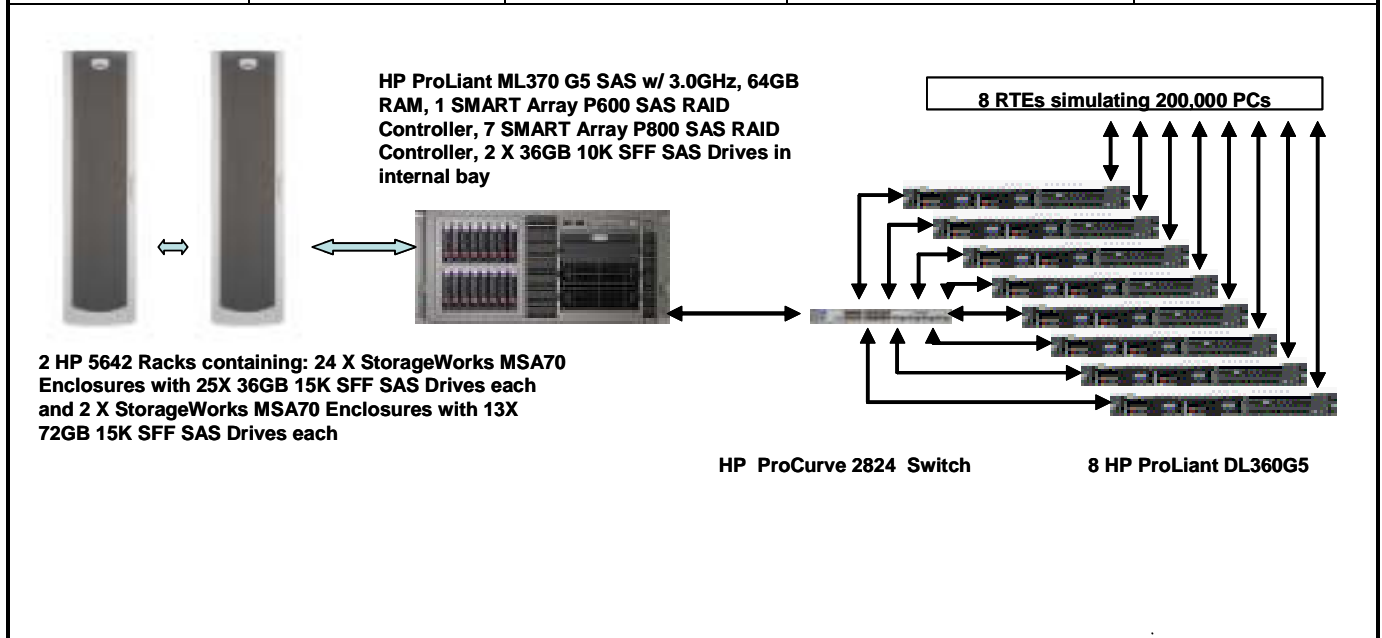 HP ProLiant ML370 G5 SAS w/ 3.0GHz, 64GB
RAM, 1 SMART Array P600 SAS RAID
Controller, 7 SMART Array P800 SAS RAID
Controller, 2 X 36GB 10K SFF SAS Drives in
internal bay
8 RTEs simulating 200,000 PCs
2 HP 5642 Racks containing: 24 X StorageWorks MSA70
Enclosures with 25X 36GB 15K SFF SAS Drives each
and 2 X StorageWorks MSA70 Enclosures with 13X
72GB 15K SFF SAS Drives each
HP ProCurve 2824 Switch
8 HP ProLiant DL360G5